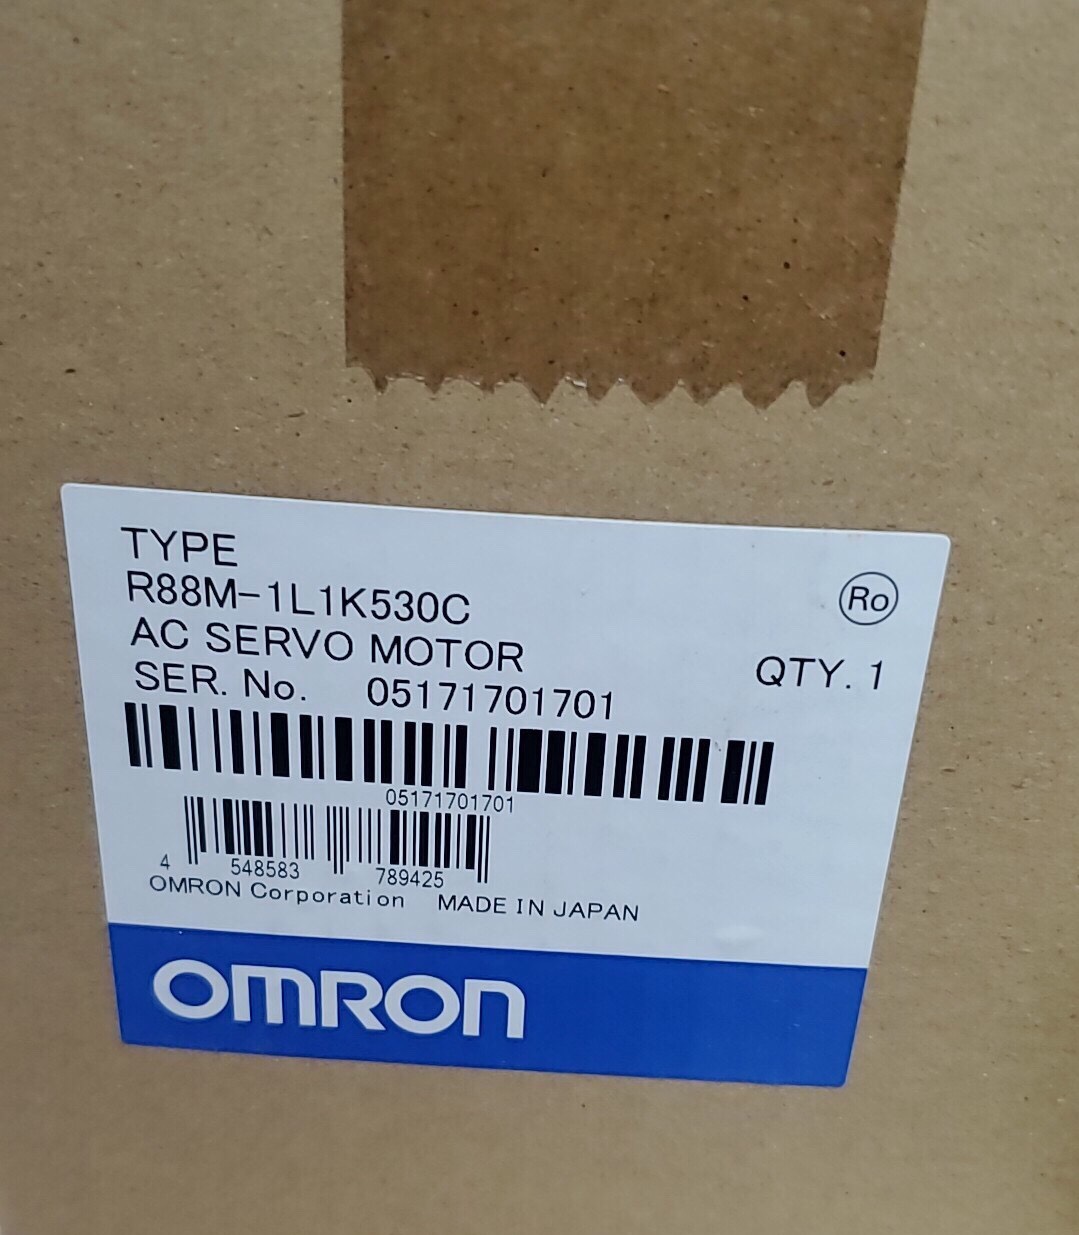 TYPE
R88M-1L1K530C
Ro
AC SERVO MOTOR
QTY. 1
SER. No. 05171701701
05171701701
4 548583 789425
OMRON Corporation MADE IN JAPAN
OMRON